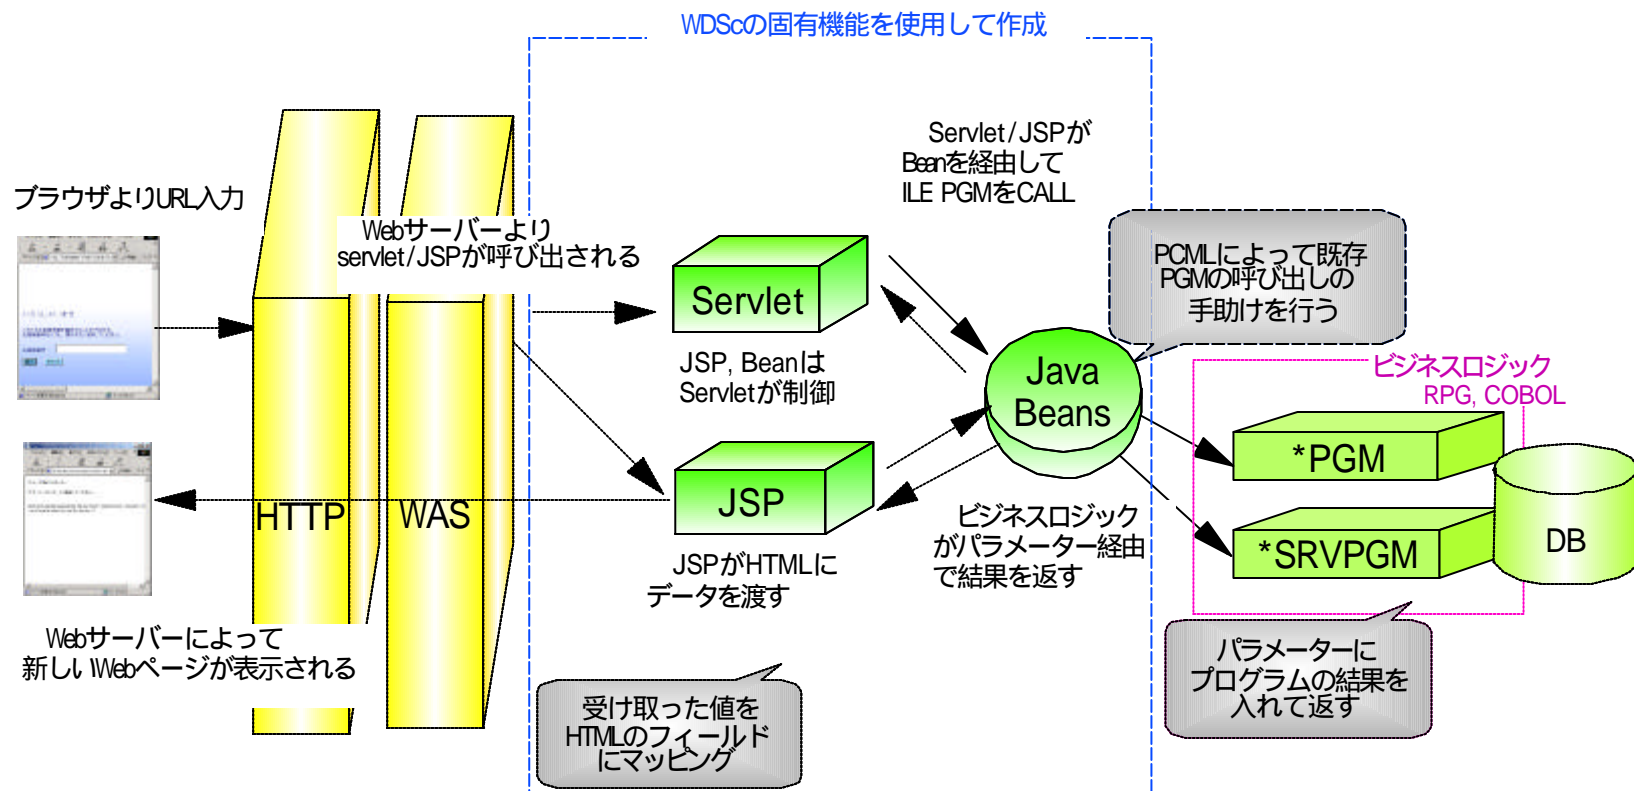 WDScの固有機能を使用して作成
Servlet/JSPが
Beanを経由して
ILE PGMをCALL
ブラウザよりURL入力
Webサーバーより
servlet/JSPが呼び出される
PCMLによって既存
PGMの呼び出しの
手助けを行う
Servlet
JSP, Beanは
Servletが制御
Java
Beans
ビジネスロジック
RPG, COBOL
*PGM
HTTP
WAS
JSP
ビジネスロジック
がパラメーター経由
で結果を返す
*SRVPGM
DB
JSPがHTMLに
データを渡す
Webサーバーによって
新しいWebページが表示される
パラメーターに
プログラムの結果を
入れて返す
受け取った値を
HTMLのフィールド
にマッピング